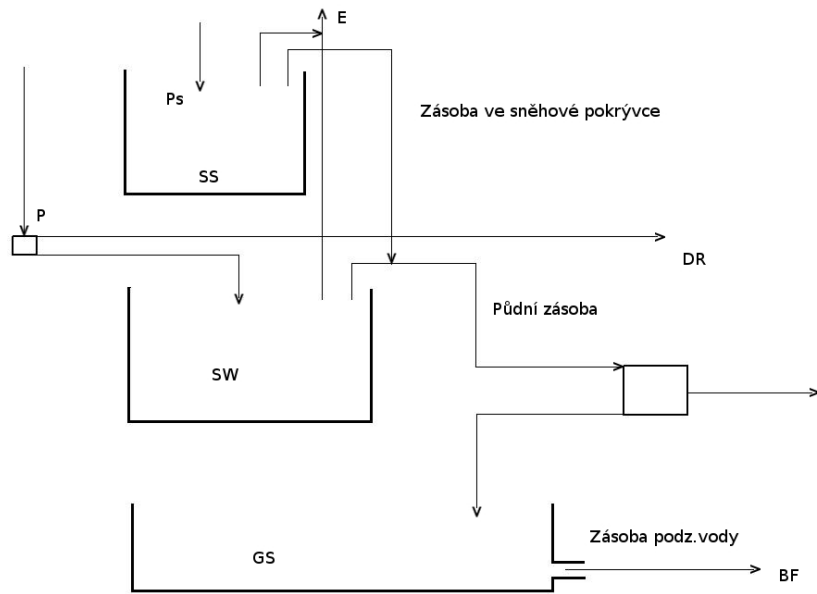 E
Ps
Zásoba ve sněhové pokrývce
SS
P
DR
Půdní zásoba
SW
Zásoba podz.vody
GS
BF